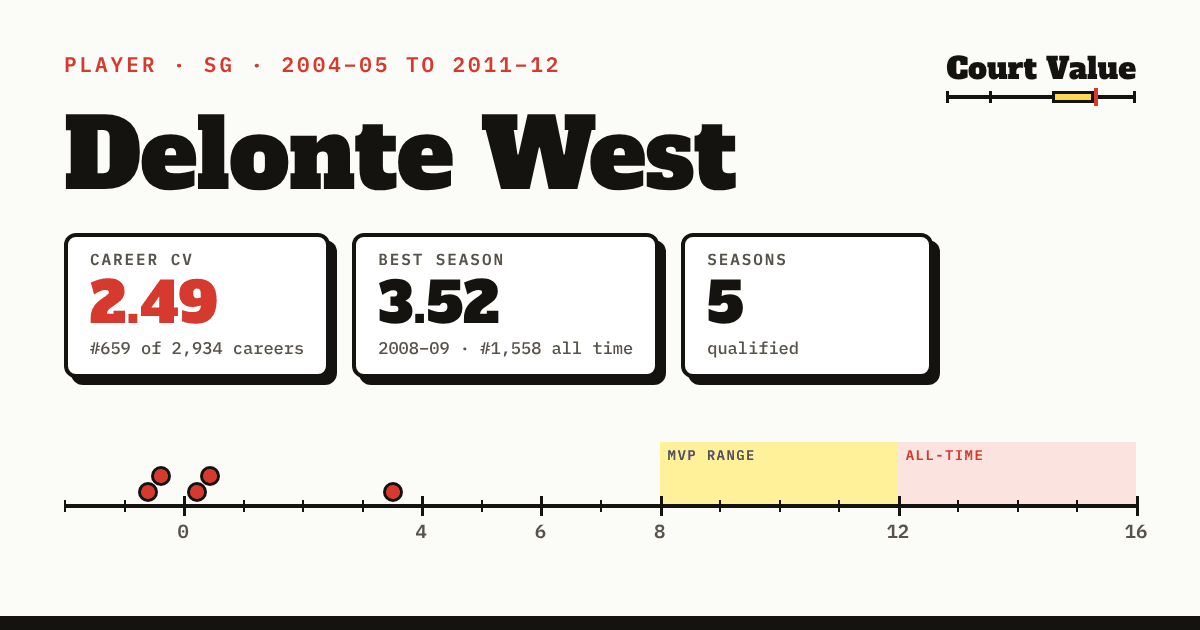 PLAYER · SG · 2004–05 TO 2011–12
Court Value
Delonte West
CAREER CV
2.49
#659 of 2,934 careers
BEST SEASON
3.52
2008–09 · #1,558 all time
SEASONS
5
qualified
MVP RANGE
ALL-TIME
0 4 6 8 12 16